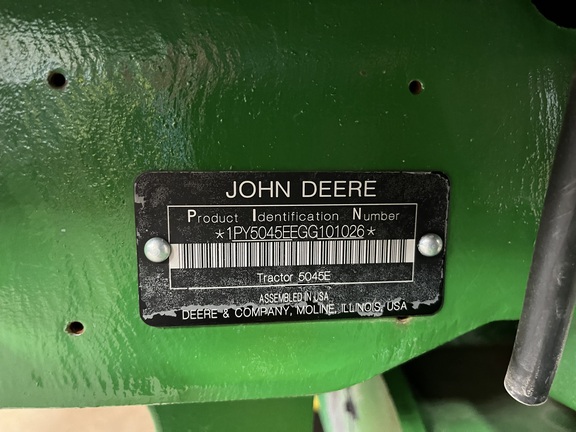 JOHN DEERE
Product Identification Number
*1PY5045EEGG101026*
Tractor 5045E
ASSEMBLED IN USA
DEERE & COMPANY, MOLINE, ILLINOIS, USA